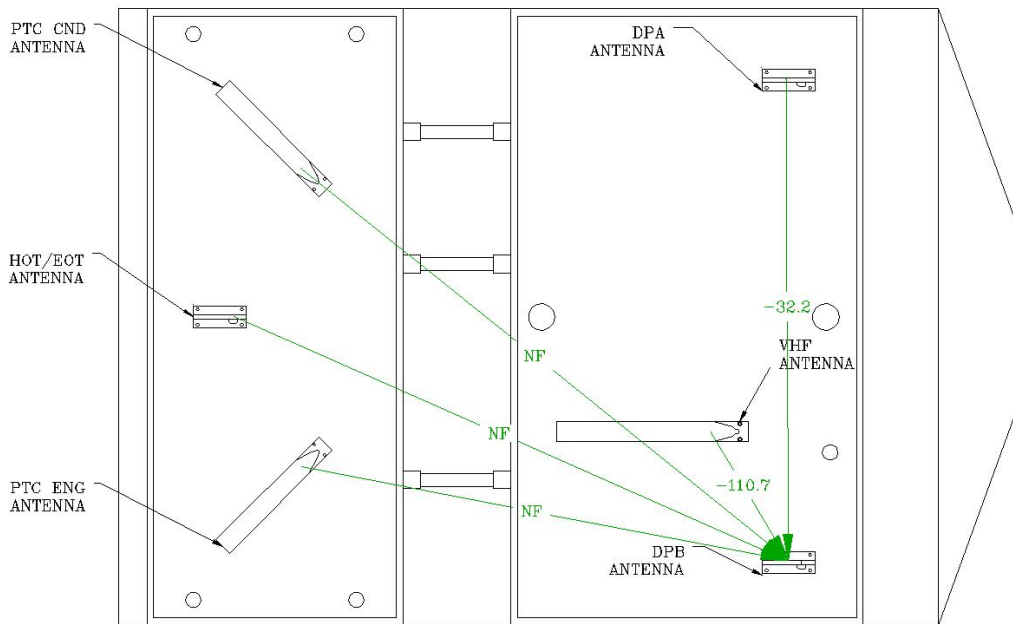 PTC CND
ANTENNA
DPA
ANTENNA
HOT/EOT
ANTENNA
-32.2
VHF
ANTENNA
NF
NF
-110.7
PTC ENG
ANTENNA
NF
DPB
ANTENNA